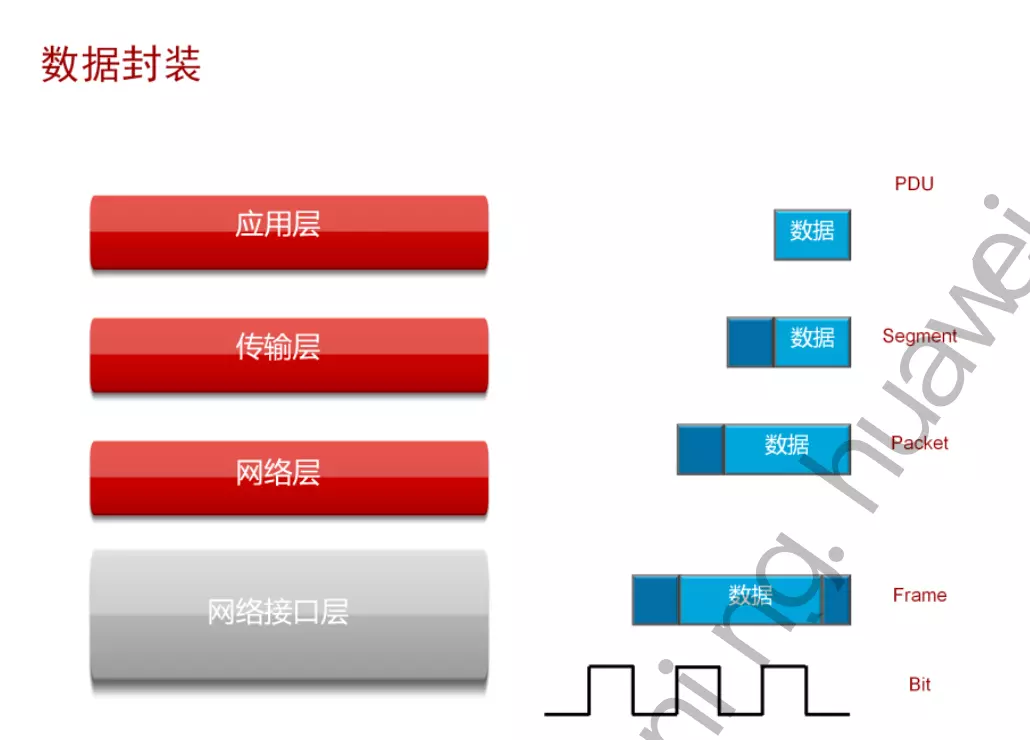 数据封装
PDU
应用层
数据
传输层
数据
Segment
网络层
数据
Packet
网络接口层
数据
Frame
Bit
ning.huawei